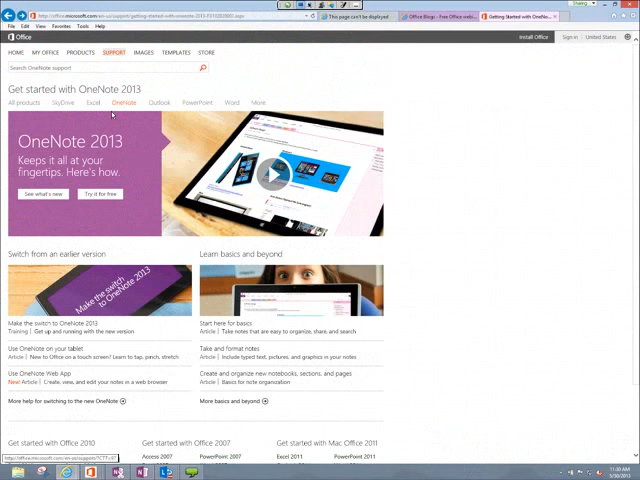 Sharing
This page can't be displayed
Office Blogs - Free Office web...
Getting Started with OneNo...
File Edit View Favorites Tools Help
Office
Install Office
Sign in
United States
HOME MY OFFICE PRODUCTS SUPPORT IMAGES TEMPLATES STORE
Search OneNote support
Get started with OneNote 2013
All products SkyDrive Excel OneNote Outlook PowerPoint Word More
OneNote 2013
Keeps it all at your
fingertips. Here's how.
See what's new
Try it for free
Switch from an earlier version
Make the switch
to OneNote 2013
Make the switch to OneNote 2013
Training | Get up and running with the new version
Use OneNote on your tablet
Article | New to Office on a touch screen? Learn to tap, pinch, stretch
Use OneNote Web App
New! Article | Create, view, and edit your notes in a web browser
More help for switching to the new OneNote
Learn basics and beyond
Start here for basics
Article | Take notes that are easy to organize, share, and search
Take and format notes
Article | Include typed text, pictures, and graphics in your notes
Create and organize new notebooks, sections, and pages
Article | Basics for note organization
More basics and beyond
Get started with Office 2010
Get started with Office 2007
Access 2007
PowerPoint 2007
Get started with Mac Office 2011
Excel 2011
PowerPoint 2011
11:30 AM
5/30/2013